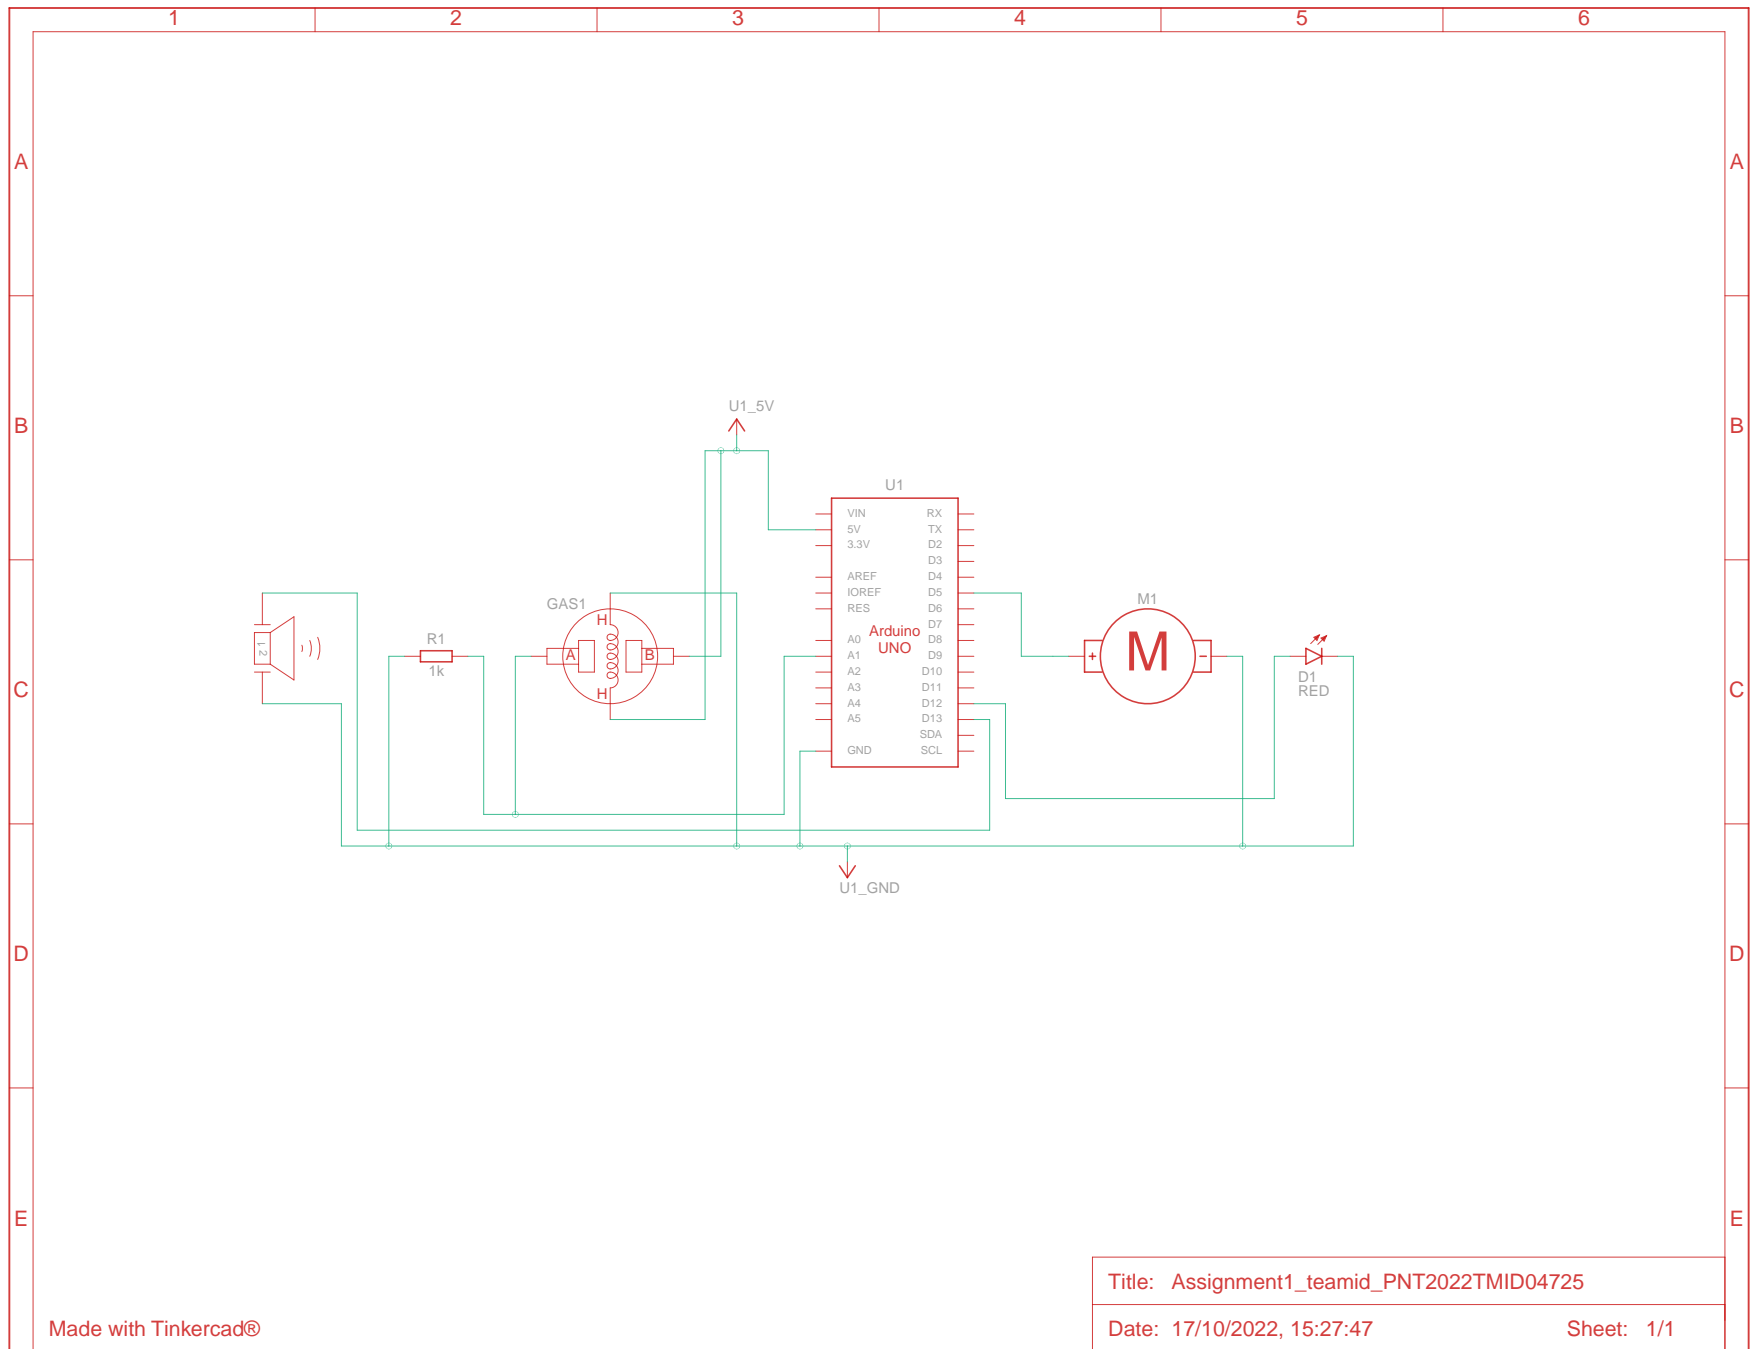 1 2 3 4 5 6
A A
B B
C C
D D
E E
U1_5V
U1
VIN RX
5V TX
3.3V D2
D3
AREF D4
IOREF D5
RES D6
D7
A0 D8
Arduino
UNO
A1 D9
A2 D10
A3 D11
A4 D12
A5 D13
SDA
GND SCL
1 2
R1
1k
GAS1
H
A B
H
M1
+ M -
D1
RED
U1_GND
Title: Assignment1_teamid_PNT2022TMID04725
Made with Tinkercad®
Date: 17/10/2022, 15:27:47 Sheet: 1/1